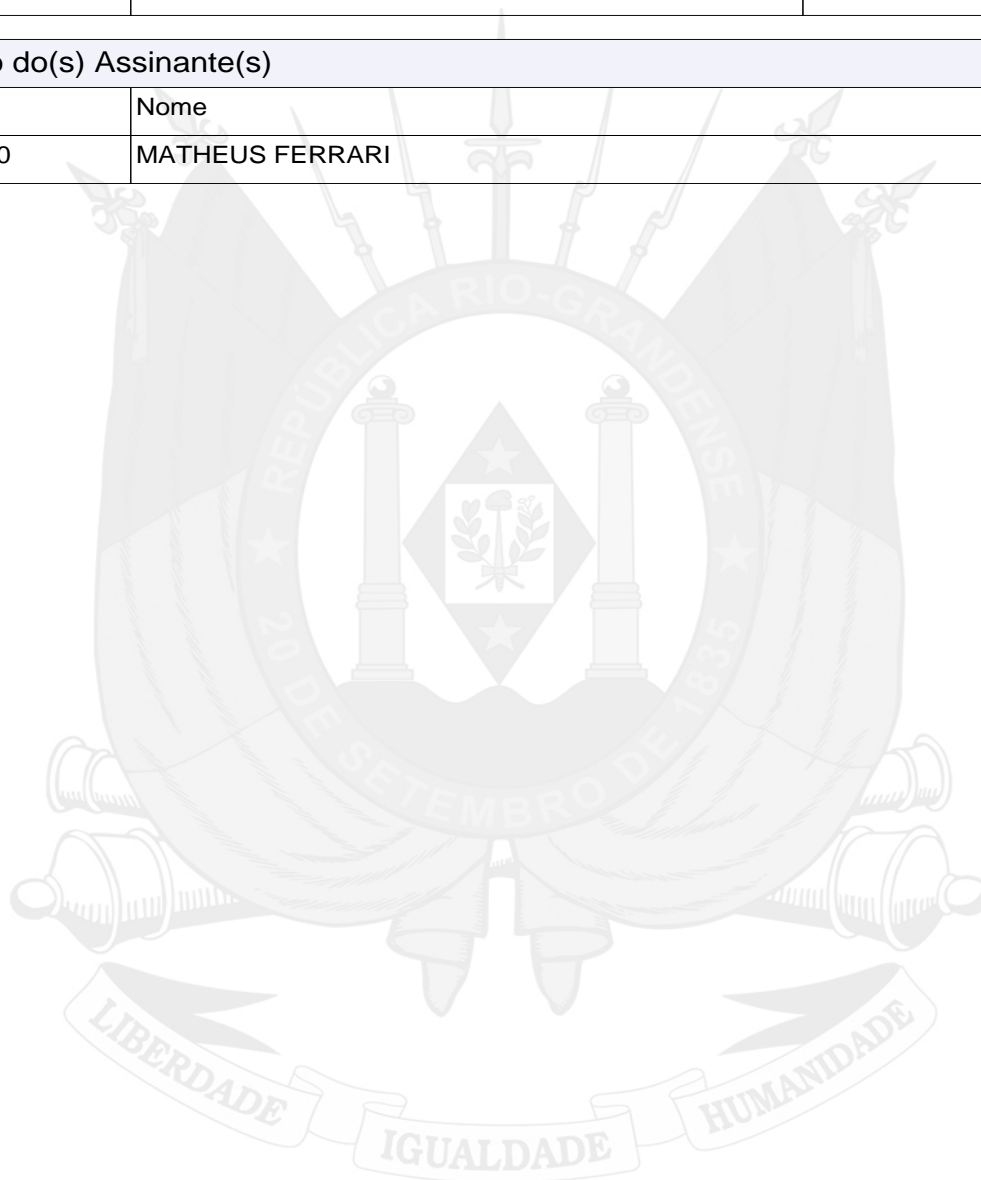 o do(s) Assinante(s)
Nome
0 MATHEUS FERRARI
REPÚBLICA RIO-GRANDENSE
20 DE SETEMBRO DE 1835
LIBERDADE
IGUALDADE
HUMANIDADE